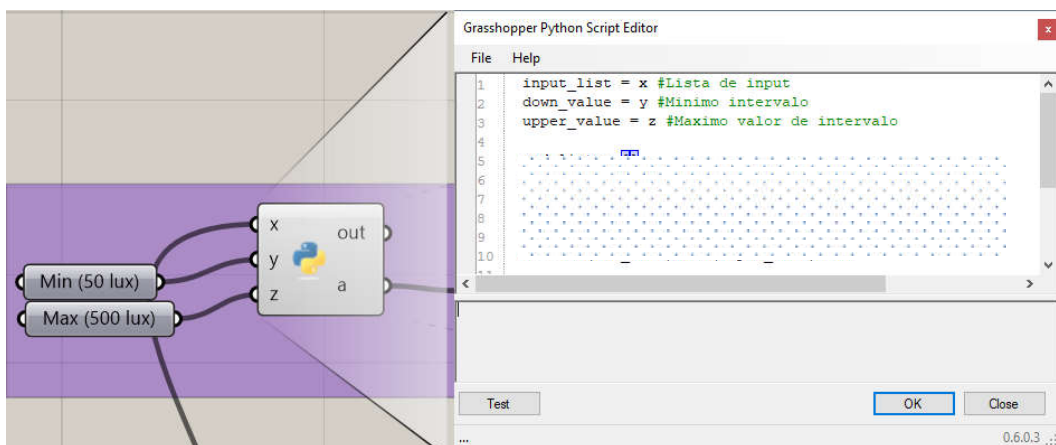 Grasshopper Python Script Editor
x
File Help
1 input_list = x #Lista de input
2 down_value = y #Minimo intervalo
3 upper_value = z #Maximo valor de intervalo
4
5
6
7
8
9
10
x
out
y
a
z
Min (50 lux)
Max (500 lux)
Test
OK
Close
...
0.6.0.3